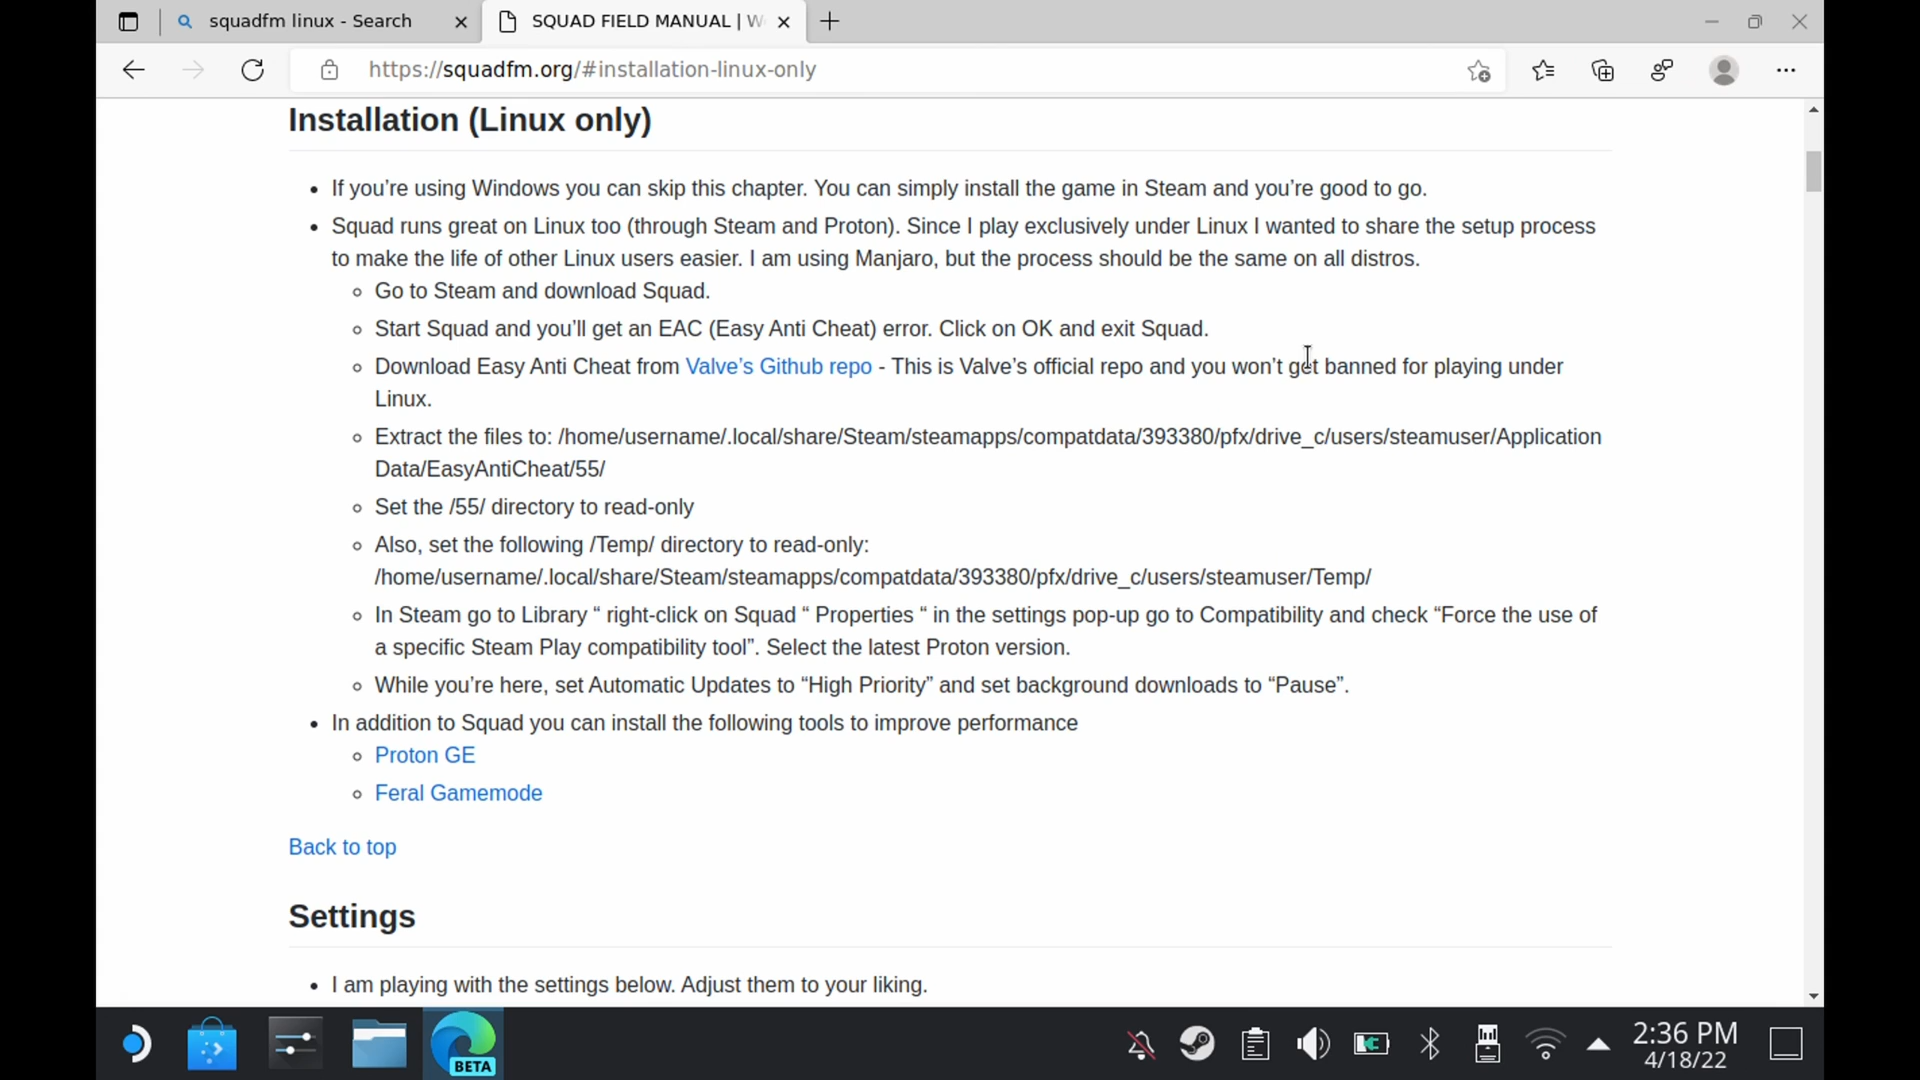 squadfm linux - Search
SQUAD FIELD MANUAL | W
https://squadfm.org/#installation-linux-only
Installation (Linux only)
If you’re using Windows you can skip this chapter. You can simply install the game in Steam and you’re good to go.
Squad runs great on Linux too (through Steam and Proton). Since I play exclusively under Linux I wanted to share the setup process
to make the life of other Linux users easier. I am using Manjaro, but the process should be the same on all distros.
Go to Steam and download Squad.
Start Squad and you’ll get an EAC (Easy Anti Cheat) error. Click on OK and exit Squad.
Download Easy Anti Cheat from Valve’s Github repo - This is Valve’s official repo and you won’t get banned for playing under
Linux.
Extract the files to: /home/username/.local/share/Steam/steamapps/compatdata/393380/pfx/drive_c/users/steamuser/Application
Data/EasyAntiCheat/55/
Set the /55/ directory to read-only
Also, set the following /Temp/ directory to read-only:
/home/username/.local/share/Steam/steamapps/compatdata/393380/pfx/drive_c/users/steamuser/Temp/
In Steam go to Library “ right-click on Squad “ Properties “ in the settings pop-up go to Compatibility and check “Force the use of
a specific Steam Play compatibility tool”. Select the latest Proton version.
While you’re here, set Automatic Updates to “High Priority” and set background downloads to “Pause”.
In addition to Squad you can install the following tools to improve performance
Proton GE
Feral Gamemode
Back to top
Settings
I am playing with the settings below. Adjust them to your liking.
BETA
2:36 PM
4/18/22